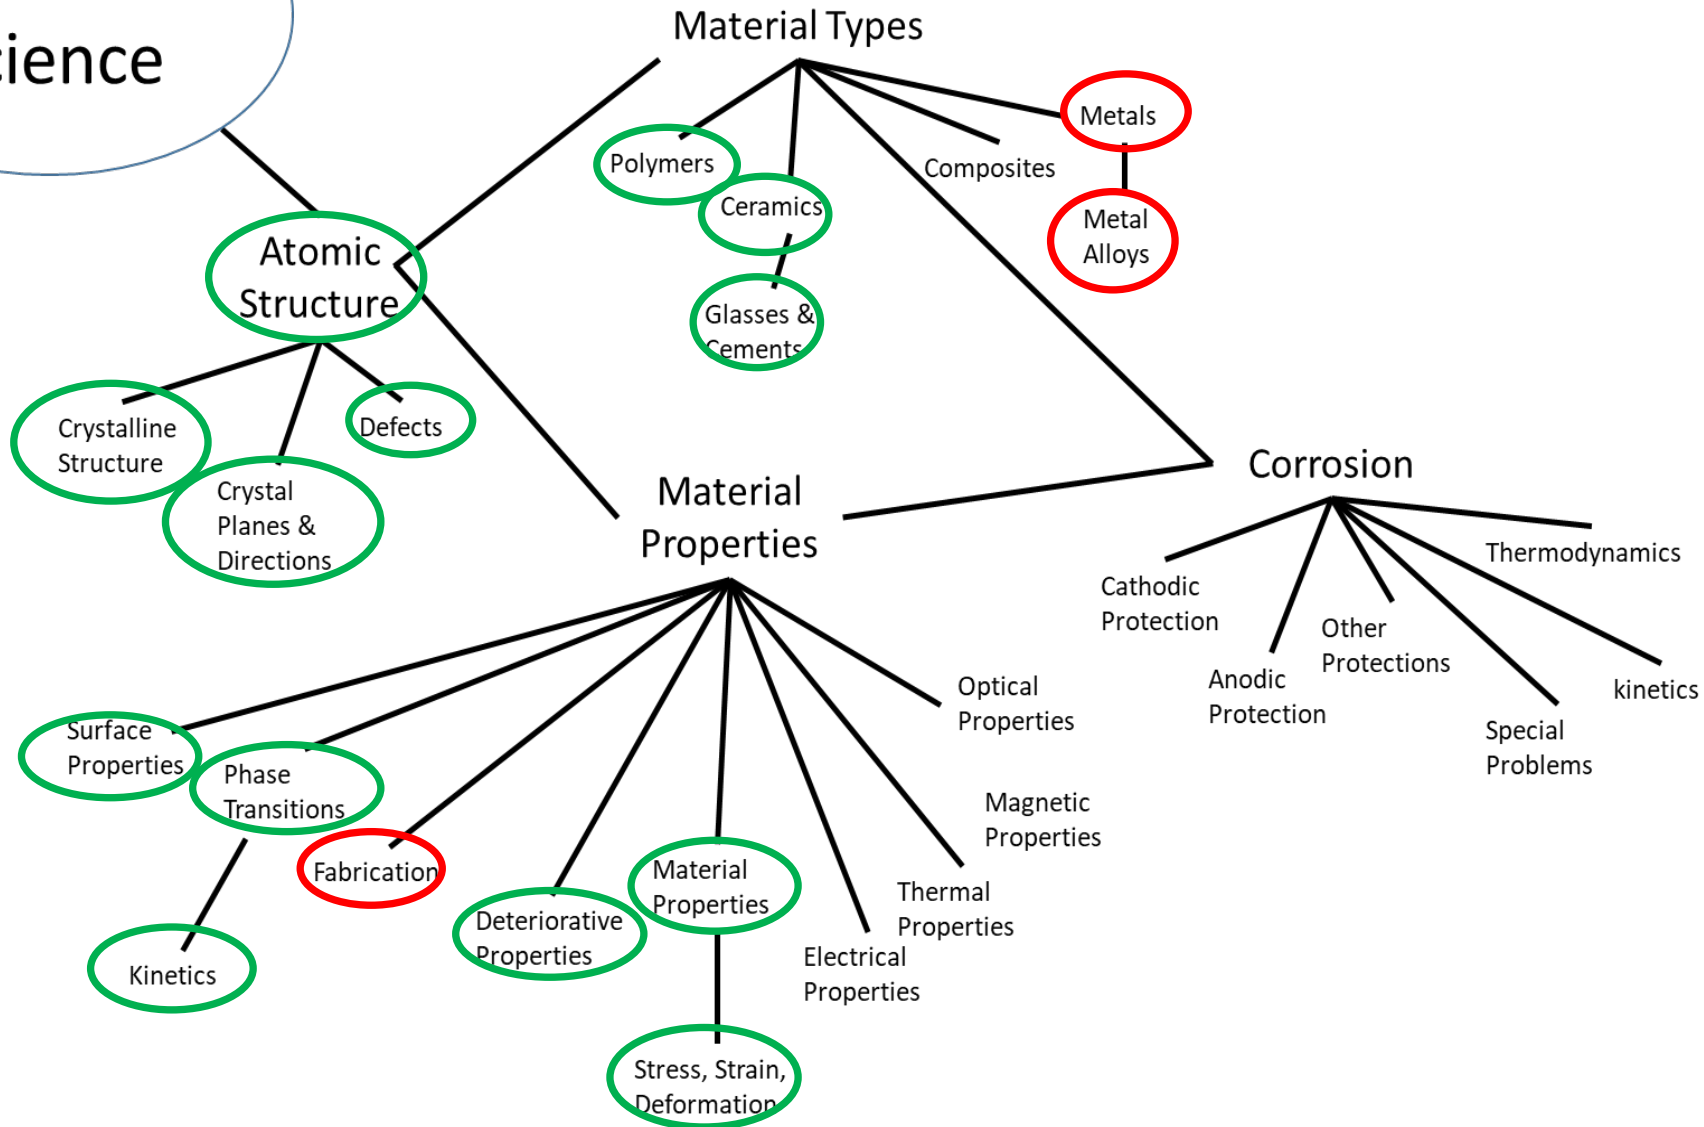 cience
Material Types
Metals
Polymers
Composites
Ceramics
Metal
Alloys
Glasses &
Cements
Atomic
Structure
Crystalline
Structure
Defects
Crystal
Planes &
Directions
Material
Properties
Corrosion
Thermodynamics
Cathodic
Protection
Other
Protections
Anodic
Protection
kinetics
Special
Problems
Optical
Properties
Surface
Properties
Phase
Transitions
Magnetic
Properties
Fabrication
Material
Properties
Thermal
Properties
Deteriorative
Properties
Electrical
Properties
Kinetics
Stress, Strain,
Deformation